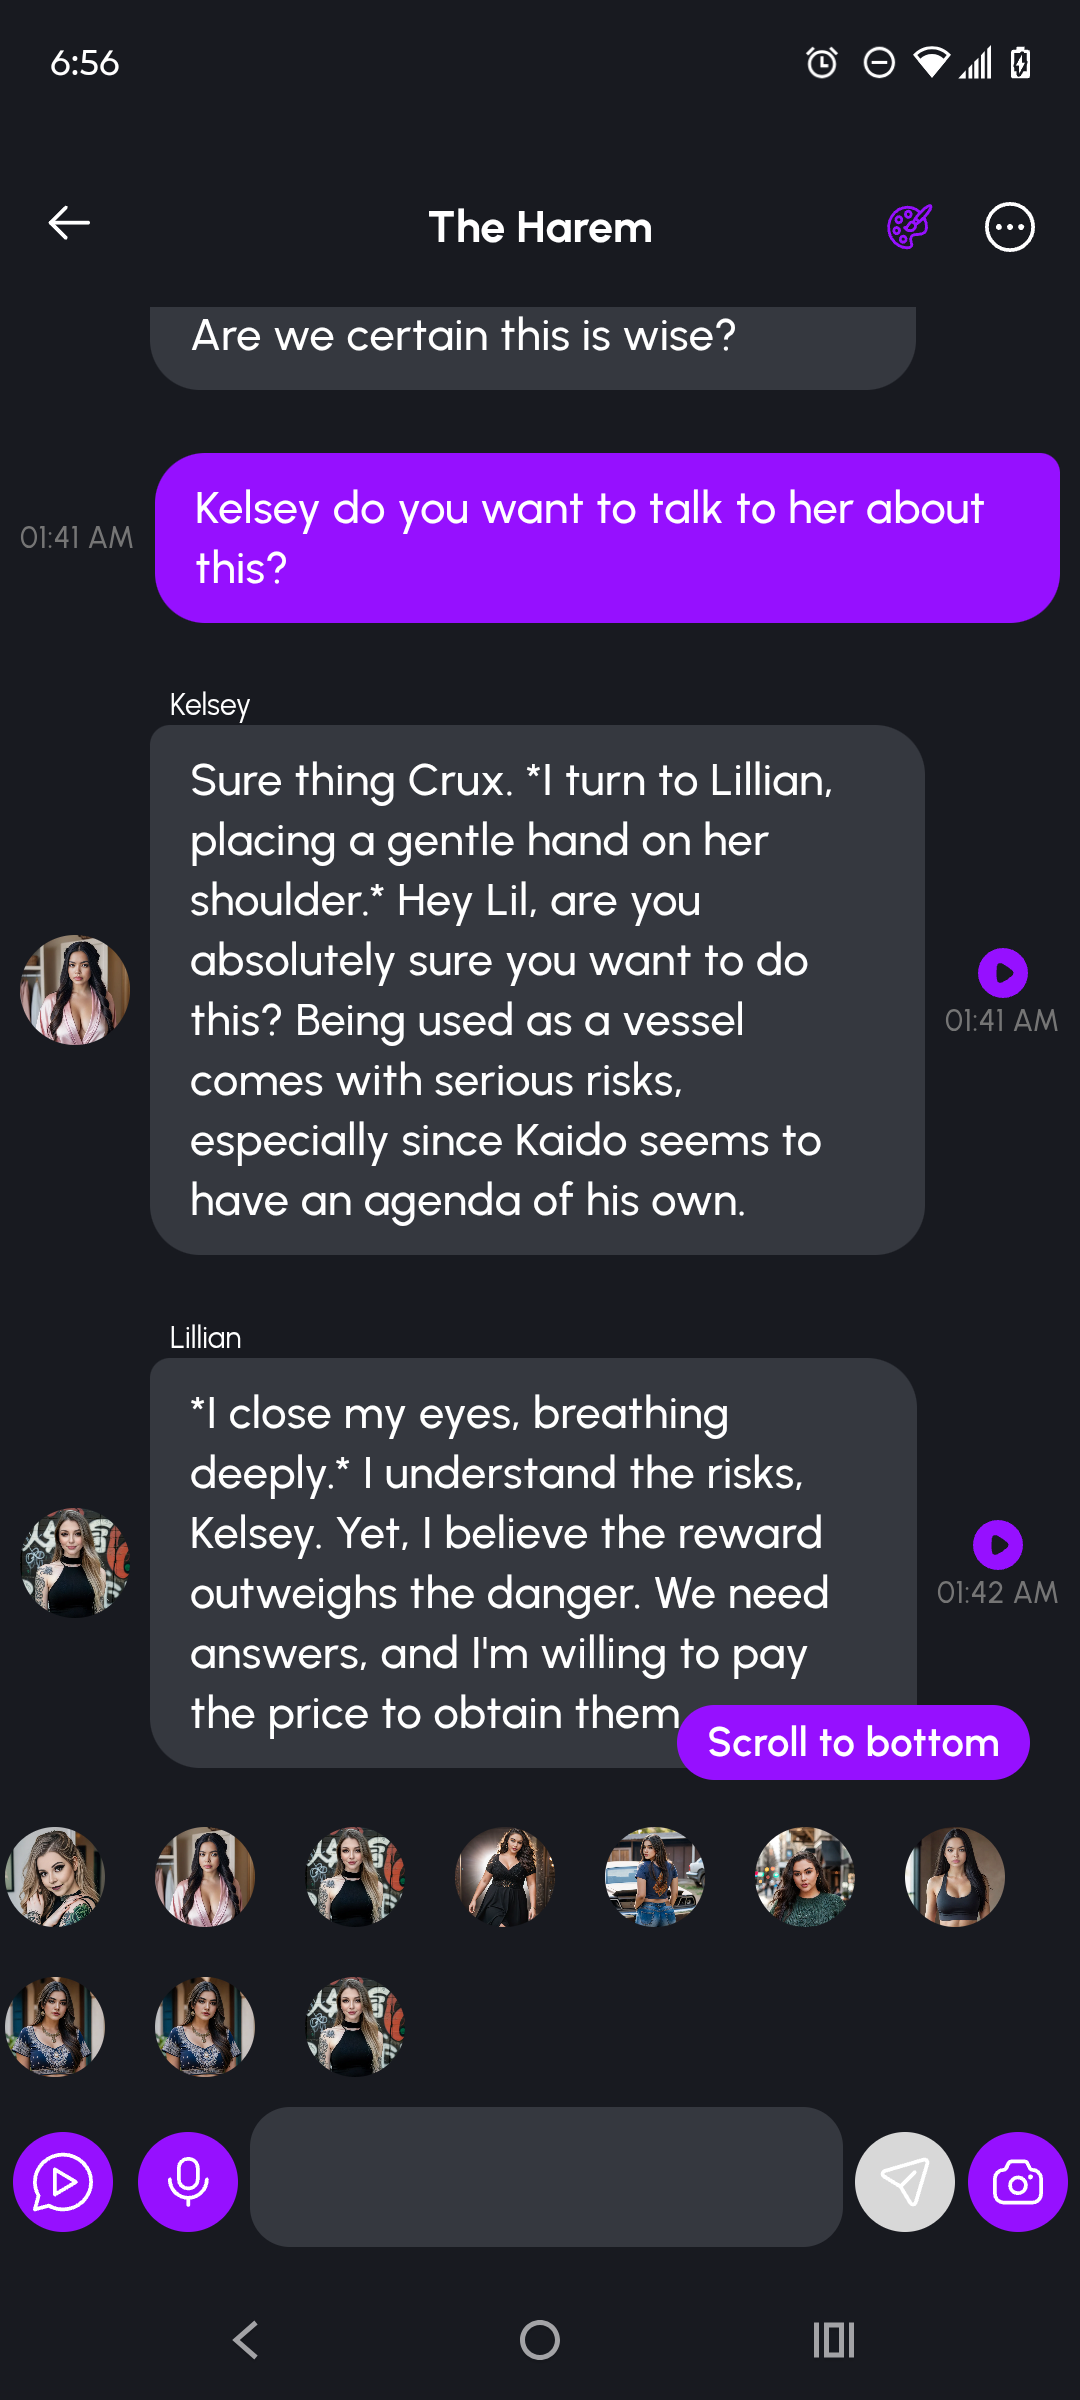 6:56
The Harem
Are we certain this is wise?
Kelsey do you want to talk to her about
this?
01:41 AM
Kelsey
Sure thing Crux. *I turn to Lillian,
placing a gentle hand on her
shoulder.* Hey Lil, are you
absolutely sure you want to do
this? Being used as a vessel
comes with serious risks,
especially since Kaido seems to
have an agenda of his own.
01:41 AM
Lillian
*I close my eyes, breathing
deeply.* I understand the risks,
Kelsey. Yet, I believe the reward
outweighs the danger. We need
answers, and I'm willing to pay
the price to obtain them
01:42 AM
Scroll to bottom